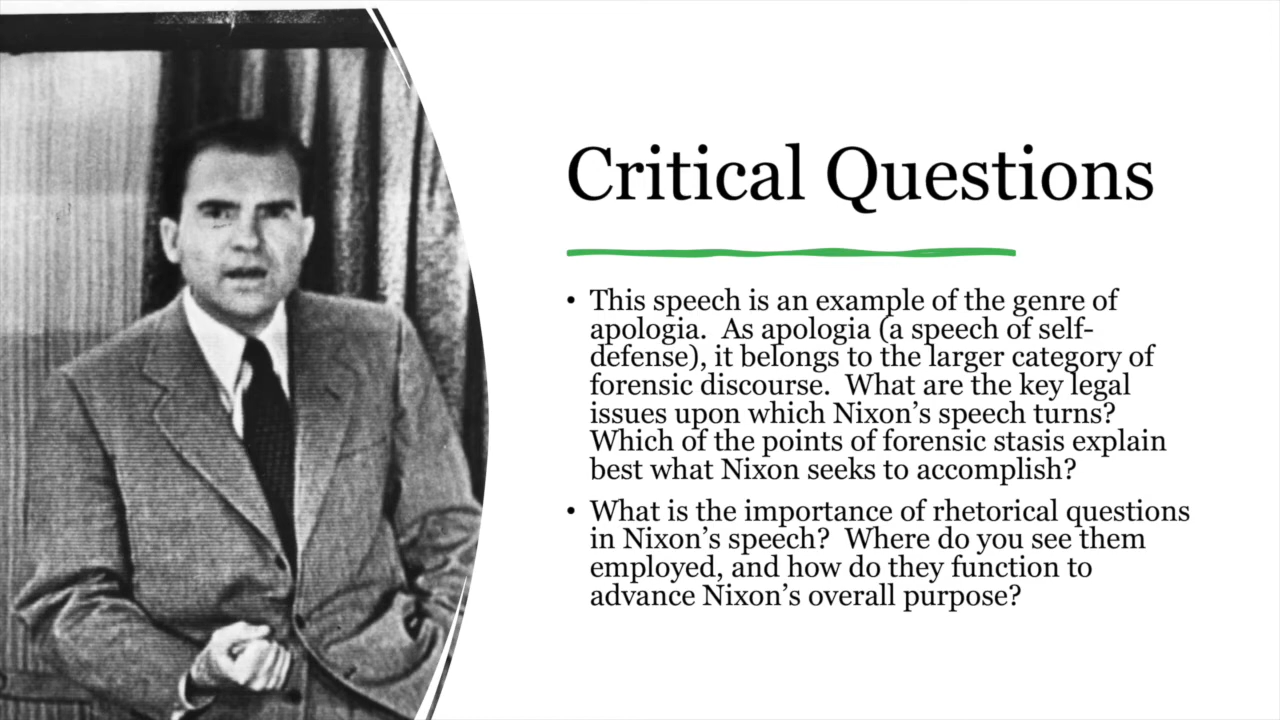 Critical Questions
• This speech is an example of the genre of
apologia.  As apologia (a speech of self-
defense), it belongs to the larger category of
forensic discourse.  What are the key legal
issues upon which Nixon’s speech turns?
Which of the points of forensic stasis explain
best what Nixon seeks to accomplish?
• What is the importance of rhetorical questions
in Nixon’s speech?  Where do you see them
employed, and how do they function to
advance Nixon’s overall purpose?